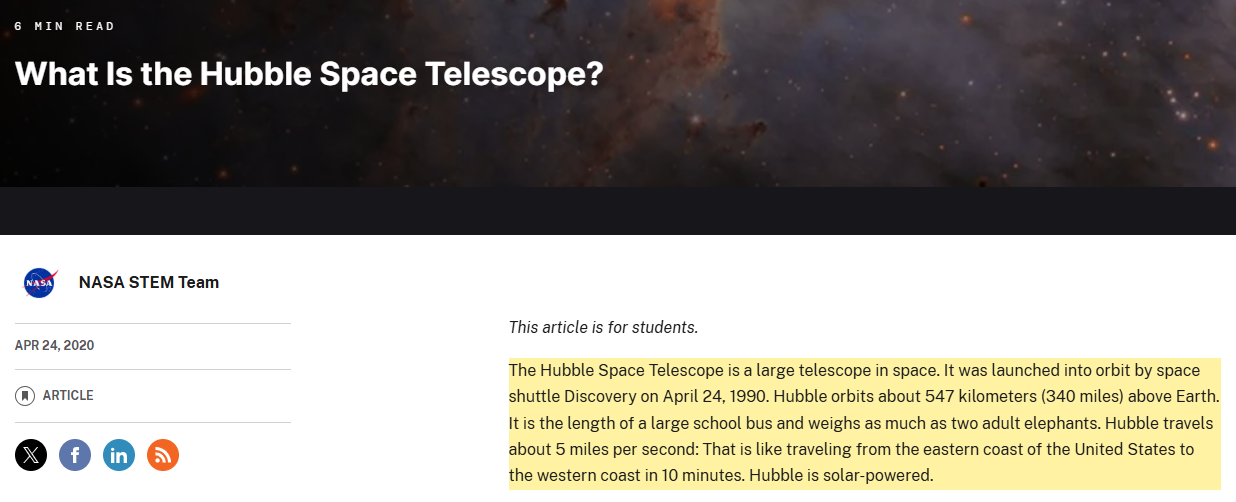 6 MIN READ
What Is the Hubble Space Telescope?
NASA
NASA STEM Team
APR 24, 2020
ARTICLE
This article is for students.
The Hubble Space Telescope is a large telescope in space. It was launched into orbit by space
shuttle Discovery on April 24, 1990. Hubble orbits about 547 kilometers (340 miles) above Earth.
It is the length of a large school bus and weighs as much as two adult elephants. Hubble travels
about 5 miles per second: That is like traveling from the eastern coast of the United States to
the western coast in 10 minutes. Hubble is solar-powered.